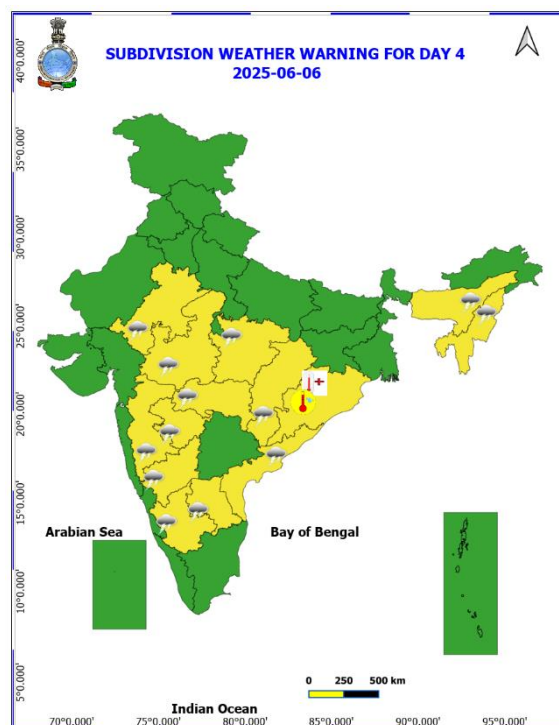 SUBDIVISION WEATHER WARNING FOR DAY 4
2025-06-06
40°0.000'
35°0.000'
30°0.000'
25°0.000'
20°0.000'
15°0.000'
10°0.000'
5°0.000'
Arabian Sea
Bay of Bengal
0 250 500 km
Indian Ocean
70°0.000' 75°0.000' 80°0.000' 85°0.000' 90°0.000' 95°0.000'